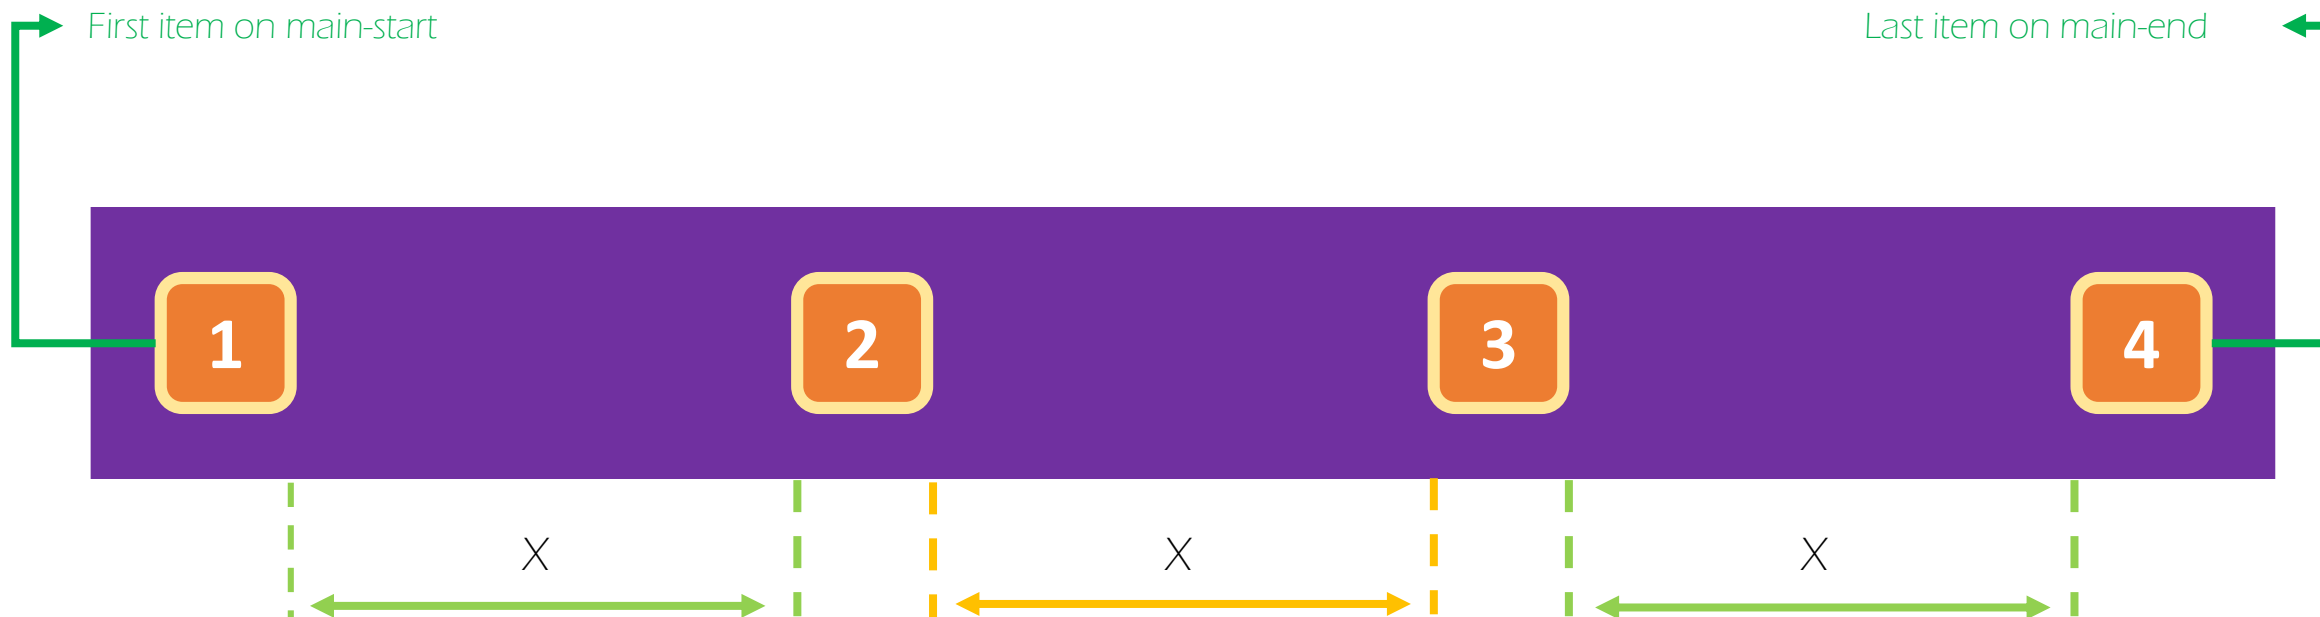 First item on main-start
Last item on main-end
1
2
3
4
X
X
X